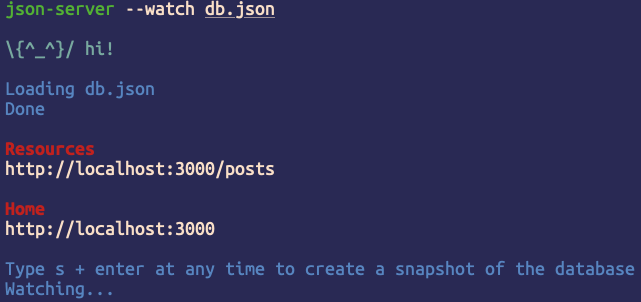 json-server --watch db.json
\{^_^}/ hi!
Loading db.json
Done
Resources
http://localhost:3000/posts
Home
http://localhost:3000
Type s + enter at any time to create a snapshot of the database
Watching...